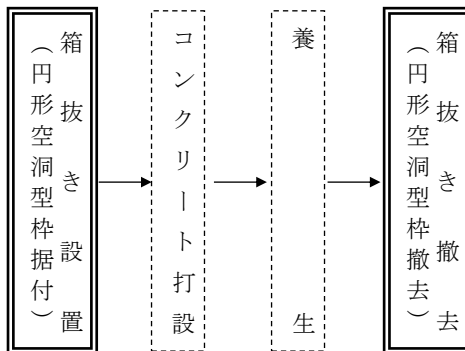 箱抜き設置
（円形空洞型枠据付）
コンクリート打設
養生
箱抜き撤去
（円形空洞型枠撤去）